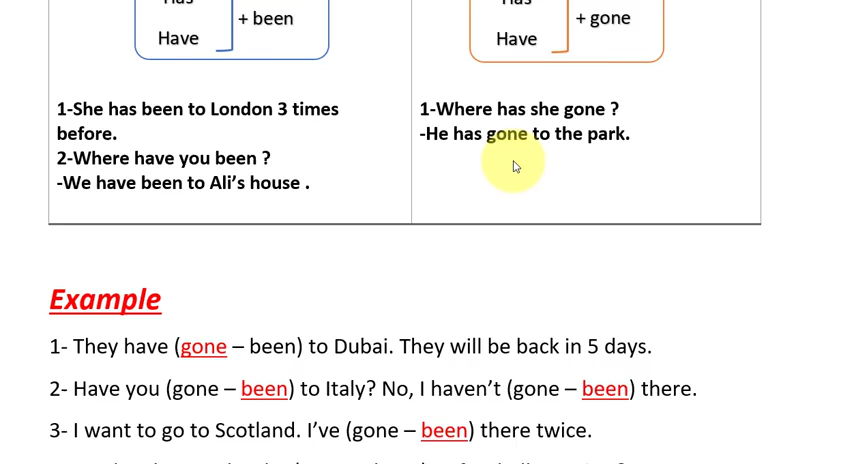 Has
Have
+ been
Has
Have
+ gone
1-She has been to London 3 times
before.
2-Where have you been ?
-We have been to Ali’s house .
1-Where has she gone ?
-He has gone to the park.
Example
1- They have (gone – been) to Dubai. They will be back in 5 days.
2- Have you (gone – been) to Italy? No, I haven’t (gone – been) there.
3- I want to go to Scotland. I’ve (gone – been) there twice.